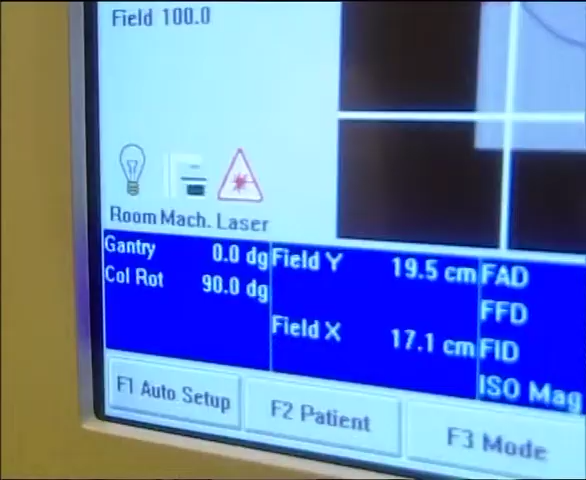 Field 100.0
Room Mach. Laser
Gantry 0.0 dg
Col Rot 90.0 dg
Field Y 19.5 cm
Field X 17.1 cm
FAD
FFD
FID
ISO Mag
F1 Auto Setup
F2 Patient
F3 Mode